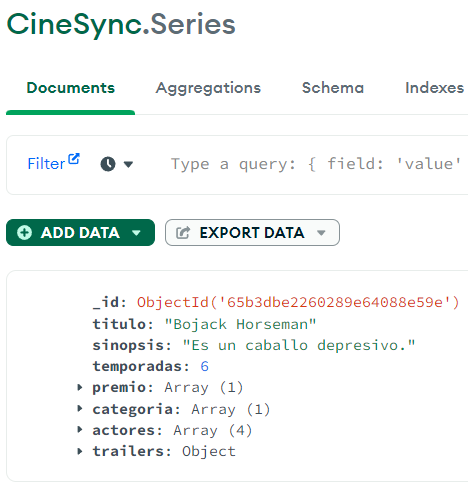 CineSync.Series
Documents Aggregations Schema Indexes
Filter Type a query: { field: 'value'
ADD DATA EXPORT DATA
_id: ObjectId('65b3dbe2260289e64088e59e')
titulo: "Bojack Horseman"
sinopsis: "Es un caballo depresivo."
temporadas: 6
premio: Array (1)
categoria: Array (1)
actores: Array (4)
trailers: Object